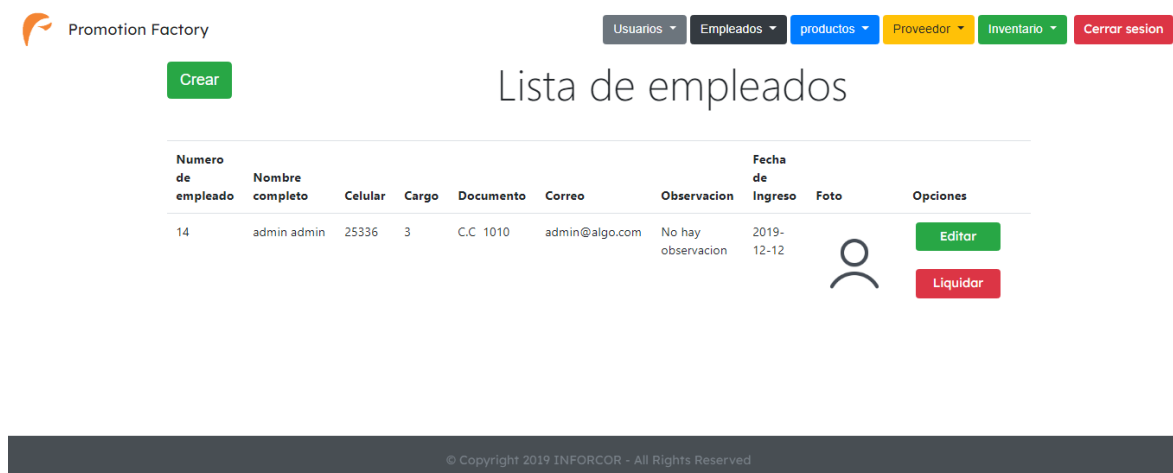 Promotion Factory
Usuarios Empleados productos Proveedor Inventario Cerrar sesion
Crear
Lista de empleados
Numero de empleado Nombre completo Celular Cargo Documento Correo Observacion Fecha de Ingreso Foto Opciones
14 admin admin 25336 3 C.C 1010 admin@algo.com No hay observacion 2019-12-12 Editar
Liquidar
© Copyright 2019 INFORCOR - All Rights Reserved